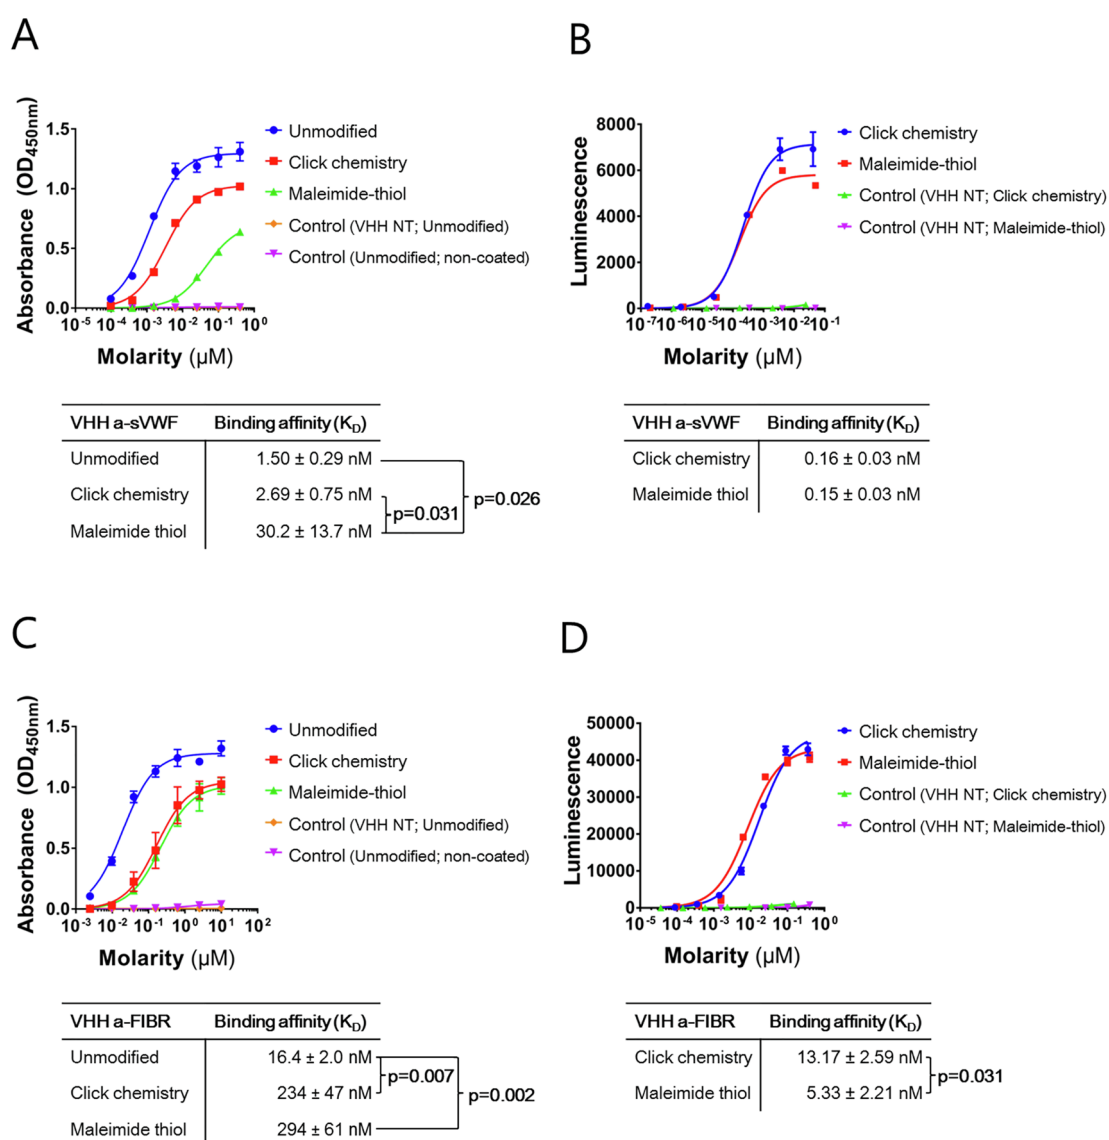 A
Absorbance (OD450nm)
1.5
1.0
0.5
0.0
10-5 10-3 10-2 10-1 100
Molarity (µM)
Unmodified
Click chemistry
Maleimide-thiol
Control (VHH NT; Unmodified)
Control (Unmodified; non-coated)
VHH a-sVWF Binding affinity (KD)
Unmodified 1.50 ± 0.29 nM
Click chemistry 2.69 ± 0.75 nM
Maleimide thiol 30.2 ± 13.7 nM
p=0.031
p=0.026
B
Luminescence
8000
6000
4000
2000
0
10-7 10-6 10-5 10-4 10-3 10-2 10-1
Molarity (µM)
Click chemistry
Maleimide-thiol
Control (VHH NT; Click chemistry)
Control (VHH NT; Maleimide-thiol)
VHH a-sVWF Binding affinity (KD)
Click chemistry 0.16 ± 0.03 nM
Maleimide thiol 0.15 ± 0.03 nM
C
Absorbance (OD450nm)
1.5
1.0
0.5
0.0
10-3 10-2 10-1 100 101 102
Molarity (µM)
Unmodified
Click chemistry
Maleimide-thiol
Control (VHH NT; Unmodified)
Control (Unmodified; non-coated)
VHH a-FIBR Binding affinity (KD)
Unmodified 16.4 ± 2.0 nM
Click chemistry 234 ± 47 nM
Maleimide thiol 294 ± 61 nM
p=0.007
p=0.002
D
Luminescence
50000
40000
30000
20000
10000
0
10-5 10-4 10-3 10-2 10-1 100
Molarity (µM)
Click chemistry
Maleimide-thiol
Control (VHH NT; Click chemistry)
Control (VHH NT; Maleimide-thiol)
VHH a-FIBR Binding affinity (KD)
Click chemistry 13.17 ± 2.59 nM
Maleimide thiol 5.33 ± 2.21 nM
p=0.031